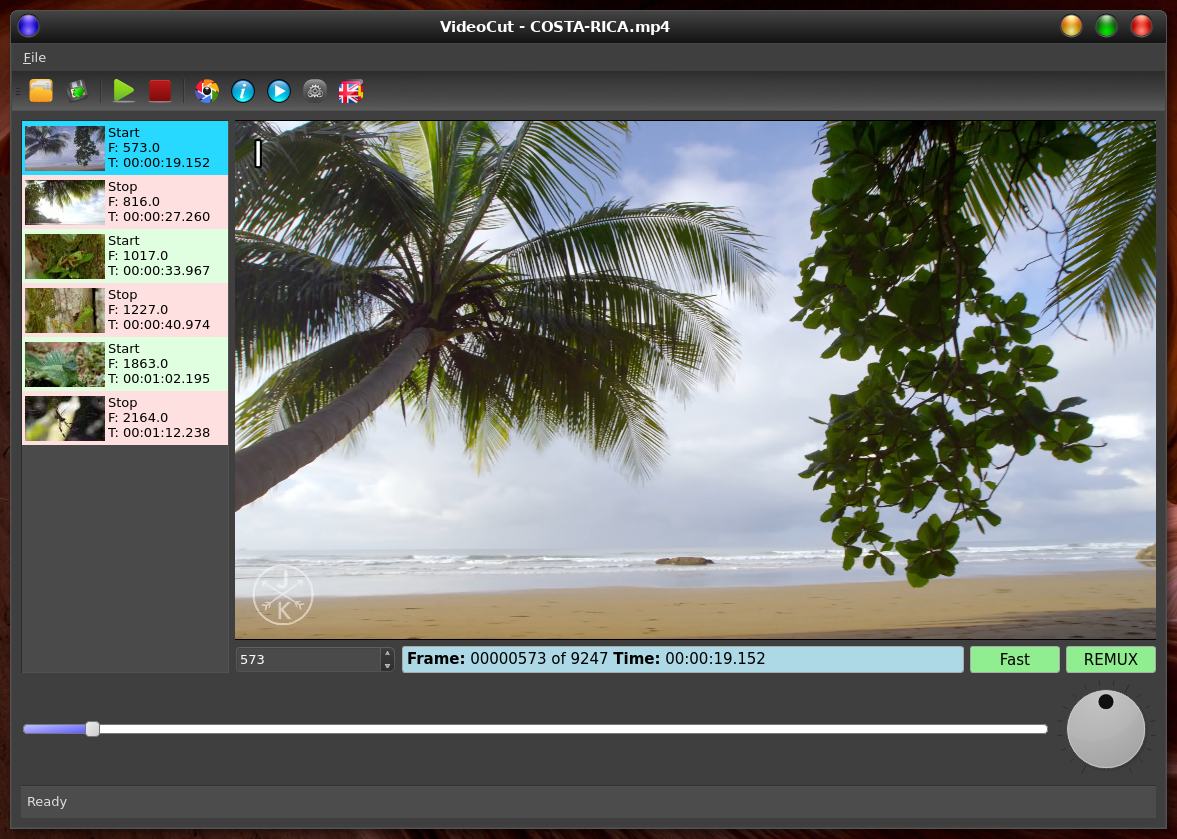 VideoCut - COSTA-RICA.mp4
File
Start
F: 573.0
T: 00:00:19.152
Stop
F: 816.0
T: 00:00:27.260
Start
F: 1017.0
T: 00:00:33.967
Stop
F: 1227.0
T: 00:00:40.974
Start
F: 1863.0
T: 00:01:02.195
Stop
F: 2164.0
T: 00:01:12.238
J
K
573
Frame: 00000573 of 9247 Time: 00:00:19.152
Fast
REMUX
Ready